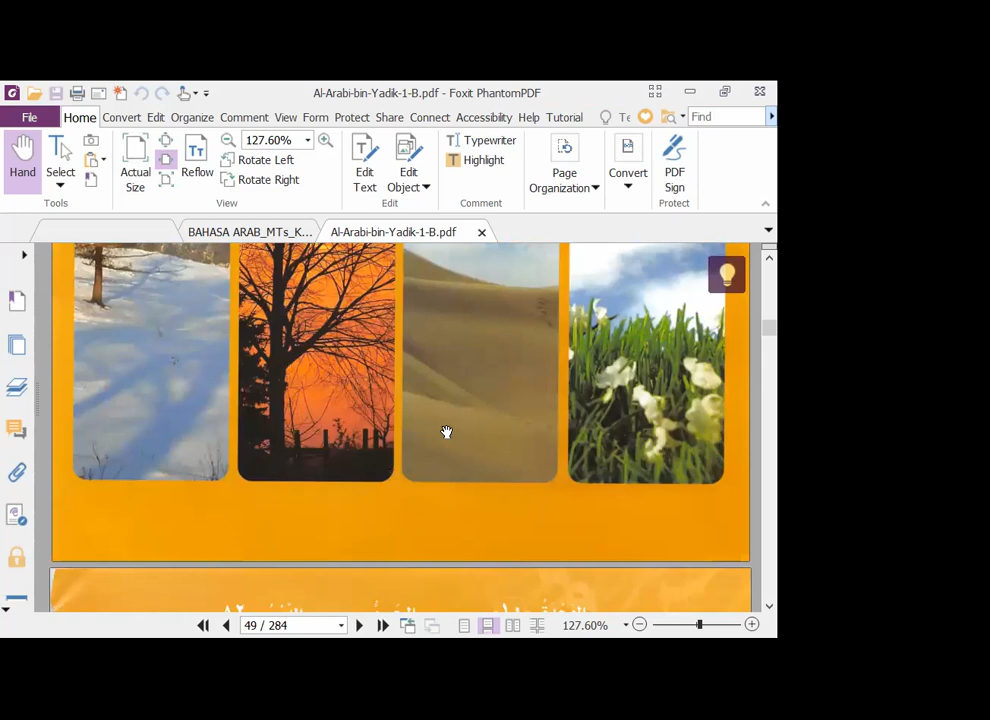 Al-Arabi-bin-Yadik-1-B.pdf - Foxit PhantomPDF
File Home Convert Edit Organize Comment View Form Protect Share Connect Accessibility Help Tutorial Te Find
127.60%
Hand Select Actual Size Reflow Rotate Left Rotate Right Edit Text Edit Object Typewriter Highlight Page Organization Convert PDF Sign
Tools View Edit Comment Protect
BAHASA ARAB_MTs_K... Al-Arabi-bin-Yadik-1-B.pdf
49 / 284 127.60%